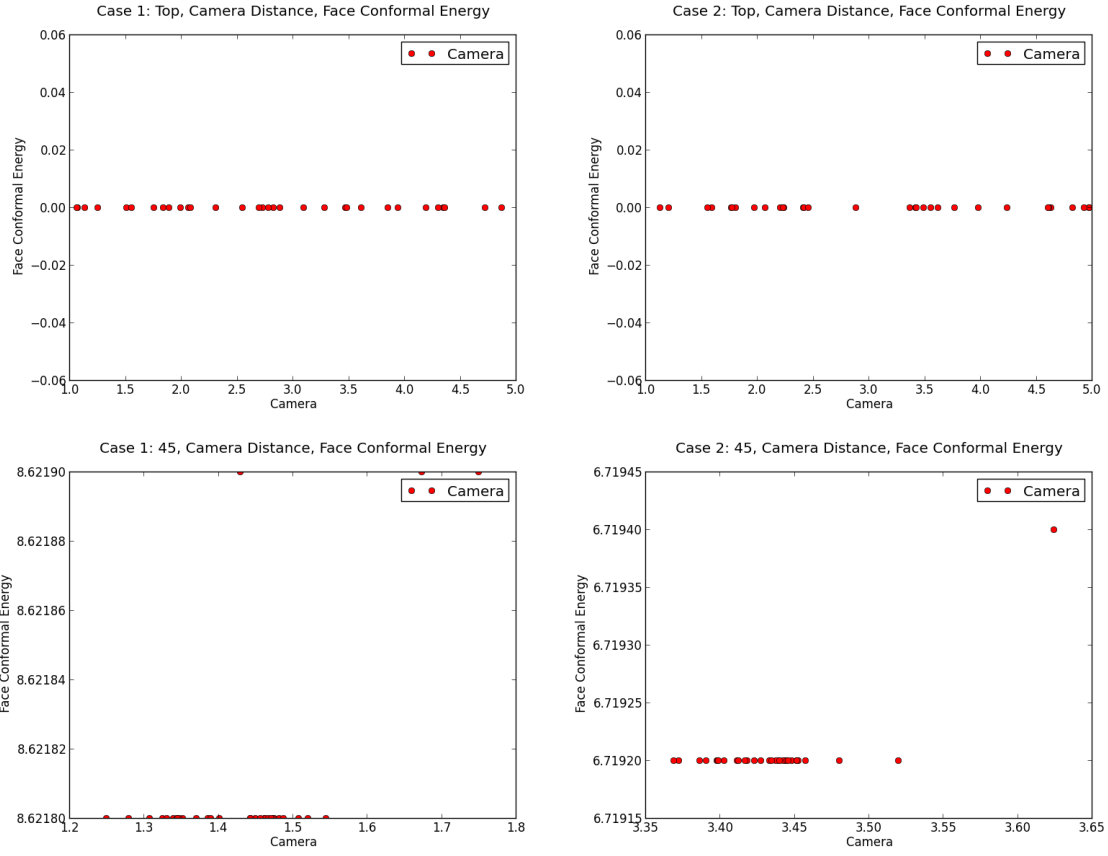 Case 1: Top, Camera Distance, Face Conformal Energy
0.06
0.04
0.02
0.00
−0.02
−0.04
−0.06
Face Conformal Energy
Camera
1.0 1.5 2.0 2.5 3.0 3.5 4.0 4.5 5.0
Camera
Case 2: Top, Camera Distance, Face Conformal Energy
0.06
0.04
0.02
0.00
−0.02
−0.04
−0.06
Face Conformal Energy
Camera
1.0 1.5 2.0 2.5 3.0 3.5 4.0 4.5 5.0
Camera
Case 1: 45, Camera Distance, Face Conformal Energy
8.62190
8.62188
8.62186
8.62184
8.62182
8.62180
Face Conformal Energy
Camera
1.2 1.3 1.4 1.5 1.6 1.7 1.8
Camera
Case 2: 45, Camera Distance, Face Conformal Energy
6.71945
6.71940
6.71935
6.71930
6.71925
6.71920
6.71915
Face Conformal Energy
Camera
3.35 3.40 3.45 3.50 3.55 3.60 3.65
Camera